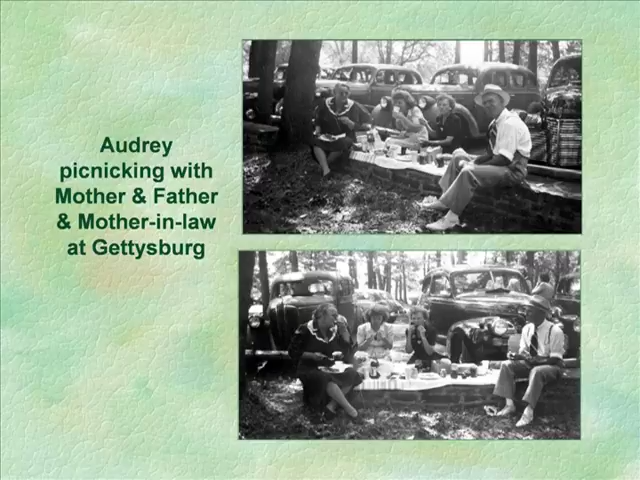 Audrey
picnicking with
Mother & Father
& Mother-in-law
at Gettysburg